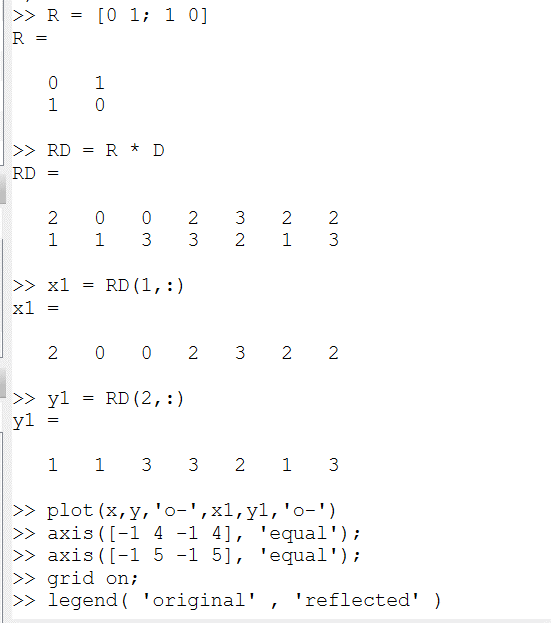 >> R = [0 1; 1 0]
R =
0 1
1 0
>> RD = R * D
RD =
2 0 0 2 3 2 2
1 1 3 3 2 1 3
>> x1 = RD(1,:)
x1 =
2 0 0 2 3 2 2
>> y1 = RD(2,:)
y1 =
1 1 3 3 2 1 3
>> plot(x,y,'o-',x1,y1,'o-')
>> axis([-1 4 -1 4], 'equal');
>> axis([-1 5 -1 5], 'equal');
>> grid on;
>> legend( 'original' , 'reflected' )